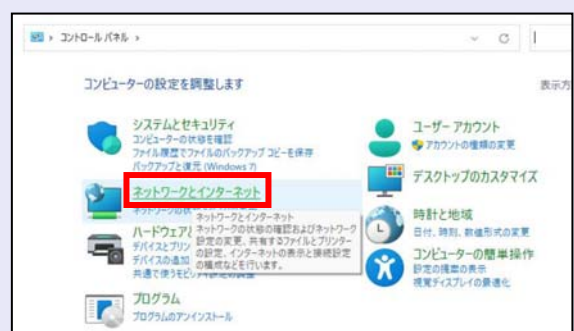 コントロール パネル
コンピューターの設定を調整します
表示方
システムとセキュリティ
コンピューターの状態を確認
ファイル履歴でファイルのバックアップ コピーを保存
バックアップと復元 (Windows 7)
ネットワークとインターネット
ネットワークとインターネット
ネットワークの状態の確認およびネットワーク
設定の変更、共有するファイルとプリンター
の設定、インターネットの表示と接続設定
の構成などを行います。
ハードウェアと
デバイスとプリン
デバイスの追加
プログラム
プログラムのアンインストール
ユーザー アカウント
アカウントの種類の変更
デスクトップのカスタマイズ
時計と地域
日付、時刻、数値形式の変更
コンピューターの簡単操作
設定の提案の表示
視覚ディスプレイの最適化